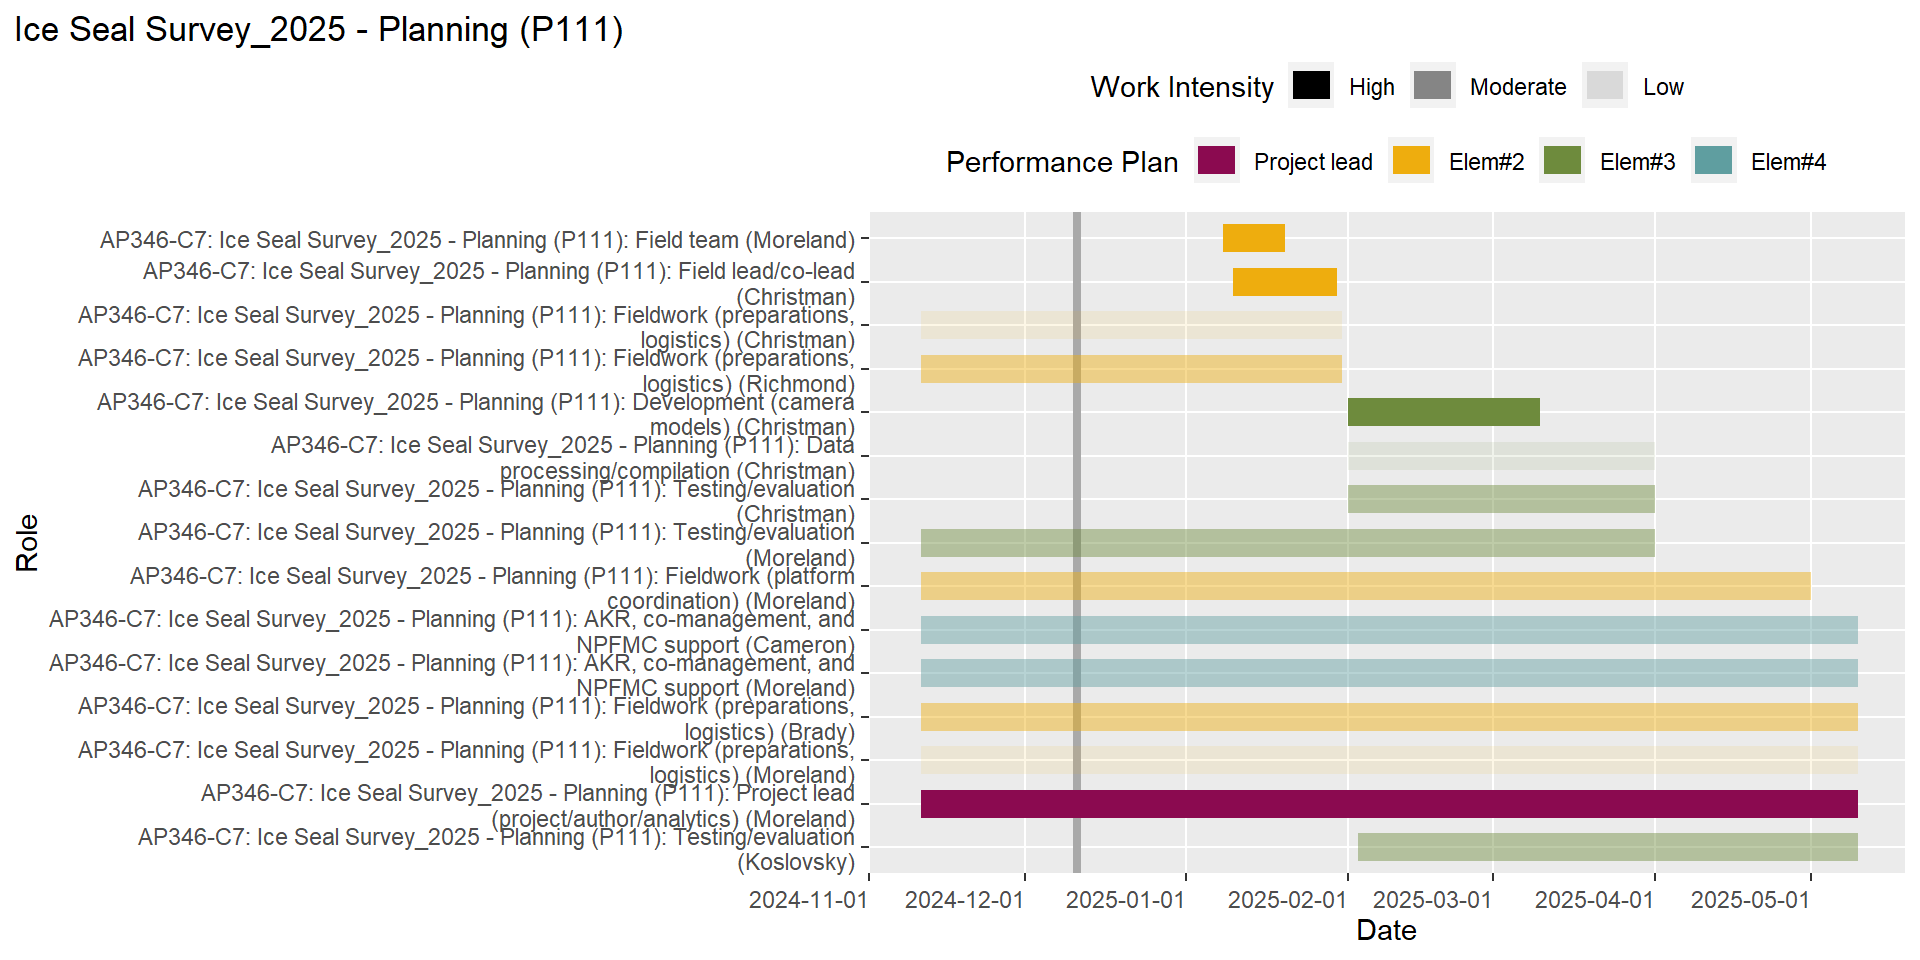 Ice Seal Survey_2025 - Planning (P111)
Work Intensity High Moderate Low
Performance Plan Project lead Elem#2 Elem#3 Elem#4
AP346-C7: Ice Seal Survey_2025 - Planning (P111): Field team (Moreland)
AP346-C7: Ice Seal Survey_2025 - Planning (P111): Field lead/co-lead
(Christman)
AP346-C7: Ice Seal Survey_2025 - Planning (P111): Fieldwork (preparations,
logistics) (Christman)
AP346-C7: Ice Seal Survey_2025 - Planning (P111): Fieldwork (preparations,
logistics) (Richmond)
AP346-C7: Ice Seal Survey_2025 - Planning (P111): Development (camera
models) (Christman)
AP346-C7: Ice Seal Survey_2025 - Planning (P111): Data
processing/compilation (Christman)
AP346-C7: Ice Seal Survey_2025 - Planning (P111): Testing/evaluation
(Christman)
AP346-C7: Ice Seal Survey_2025 - Planning (P111): Testing/evaluation
(Moreland)
AP346-C7: Ice Seal Survey_2025 - Planning (P111): Fieldwork (platform
coordination) (Moreland)
AP346-C7: Ice Seal Survey_2025 - Planning (P111): AKR, co-management, and
NPFMC support (Cameron)
AP346-C7: Ice Seal Survey_2025 - Planning (P111): AKR, co-management, and
NPFMC support (Moreland)
AP346-C7: Ice Seal Survey_2025 - Planning (P111): Fieldwork (preparations,
logistics) (Brady)
AP346-C7: Ice Seal Survey_2025 - Planning (P111): Fieldwork (preparations,
logistics) (Moreland)
AP346-C7: Ice Seal Survey_2025 - Planning (P111): Project lead
(project/author/analytics) (Moreland)
AP346-C7: Ice Seal Survey_2025 - Planning (P111): Testing/evaluation
(Koslovsky)
Role
2024-11-01 2024-12-01 2025-01-01 2025-02-01 2025-03-01 2025-04-01 2025-05-01
Date